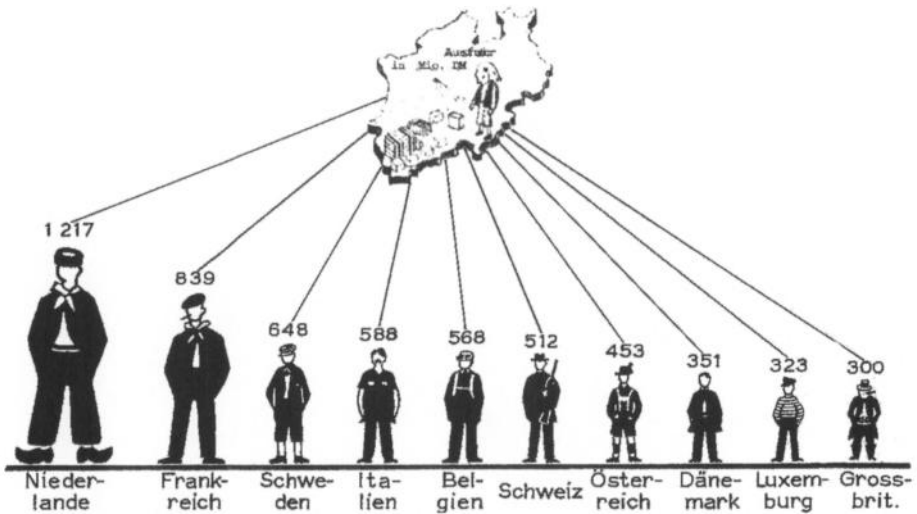 Ausfuhr
in Mio. DM
1 217
839
648
588
568
512
453
351
323
300
Nieder-
lande
Frank-
reich
Schwe-
den
Ita-
lien
Bel-
gien
Schweiz
Öster-
reich
Däne-
mark
Luxem-
burg
Gross-
brit.